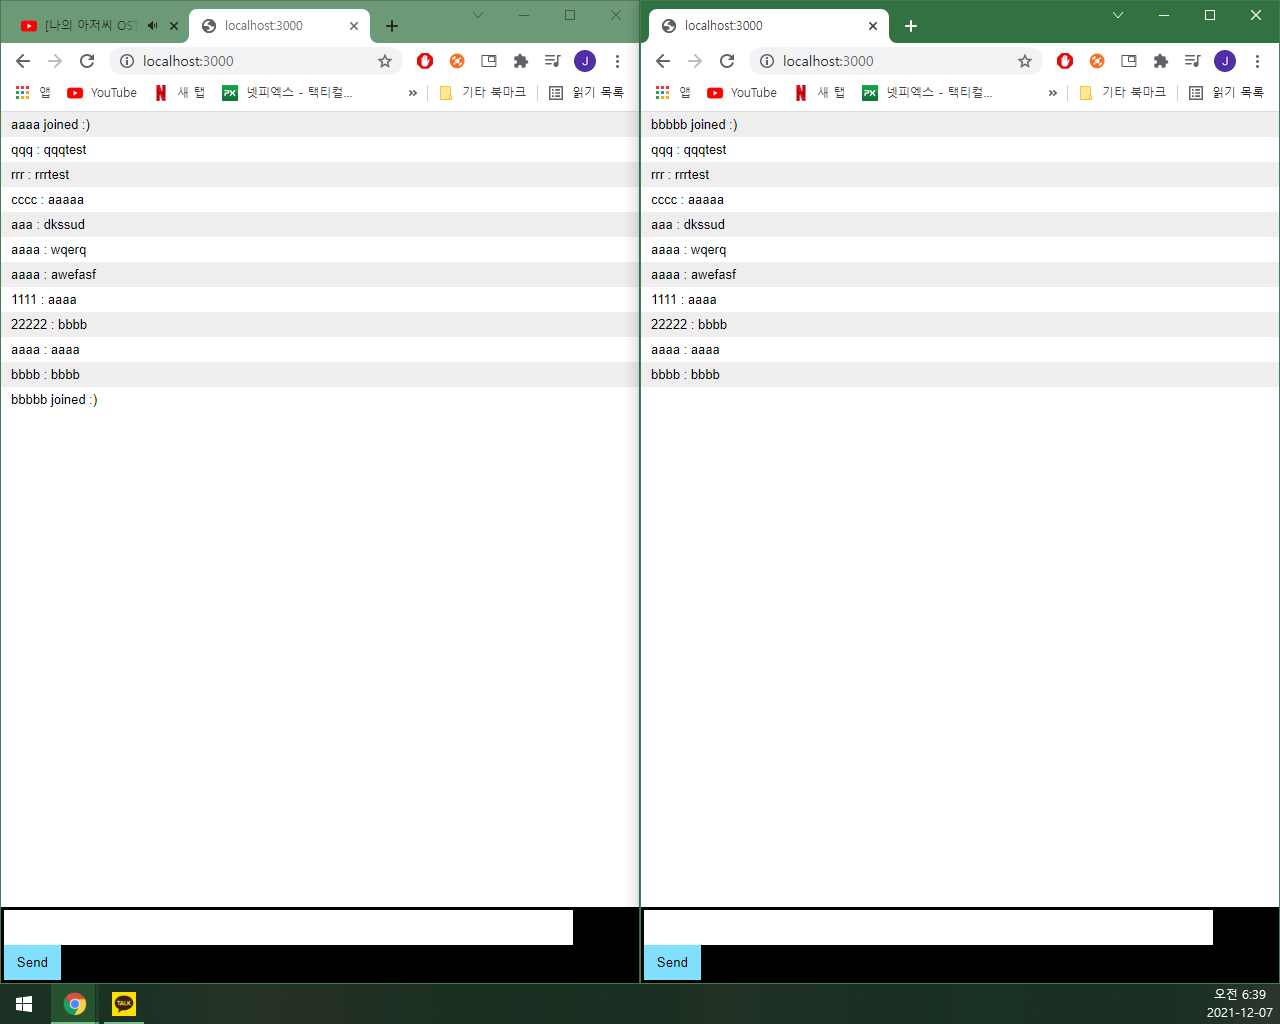 [나의 아저씨 OST
localhost:3000
localhost:3000
앱
YouTube
새 탭
넷피엑스 - 택티컬...
»
기타 북마크
읽기 목록
aaaa joined :)
qqq : qqqtest
rrr : rrrtest
cccc : aaaaa
aaa : dkssud
aaaa : wqerq
aaaa : awefasf
1111 : aaaa
22222 : bbbb
aaaa : aaaa
bbbb : bbbb
bbbbb joined :)
Send
localhost:3000
localhost:3000
J
앱
YouTube
새 탭
넷피엑스 - 택티컬...
»
기타 북마크
읽기 목록
bbbbb joined :)
qqq : qqqtest
rrr : rrrtest
cccc : aaaaa
aaa : dkssud
aaaa : wqerq
aaaa : awefasf
1111 : aaaa
22222 : bbbb
aaaa : aaaa
bbbb : bbbb
Send
TALK
오전 6:39
2021-12-07